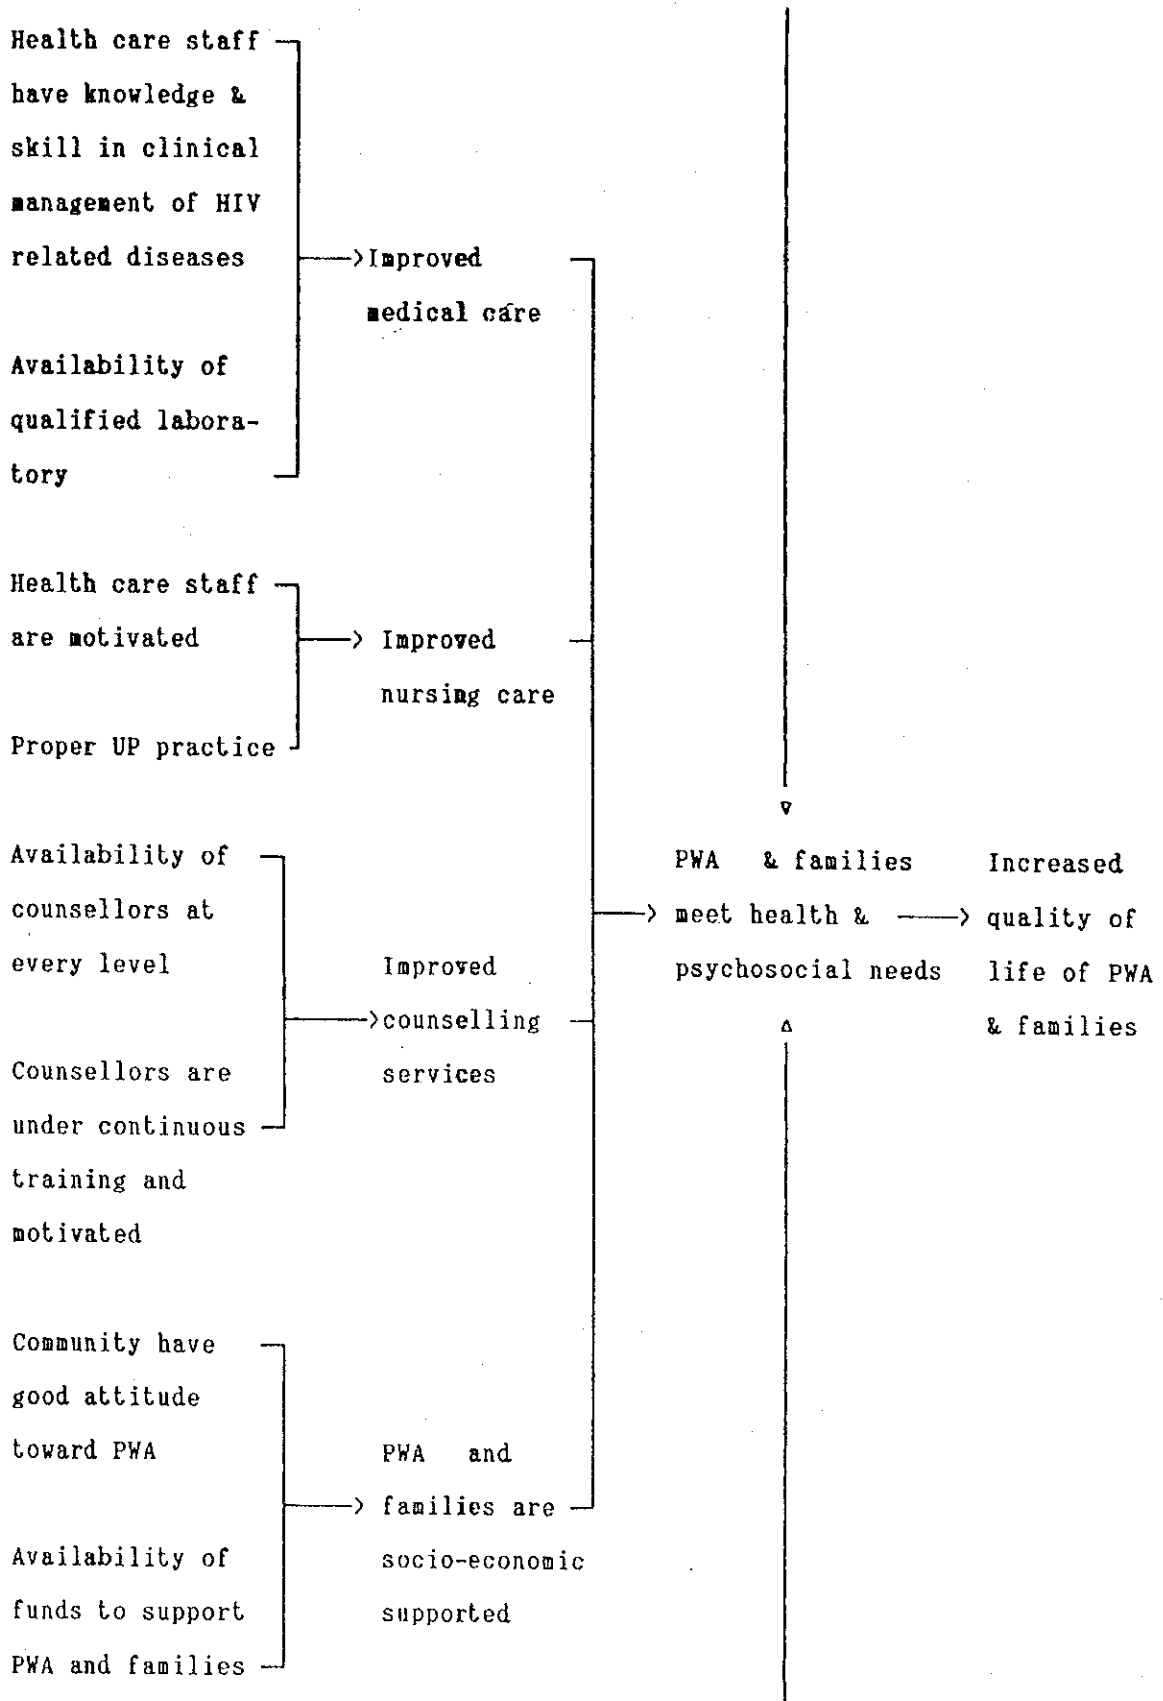 Health care staff
have knowledge &
skill in clinical
management of HIV
related diseases
Availability of
qualified labora-
tory
Improved
medical care
Health care staff
are motivated
Proper UP practice
Improved
nursing care
Availability of
counsellors at
every level
Counsellors are
under continuous
training and
motivated
Improved
counselling
services
Community have
good attitude
toward PWA
Availability of
funds to support
PWA and families
PWA and
families are
socio-economic
supported
PWA & families
meet health &
psychosocial needs
Increased
quality of
life of PWA
& families